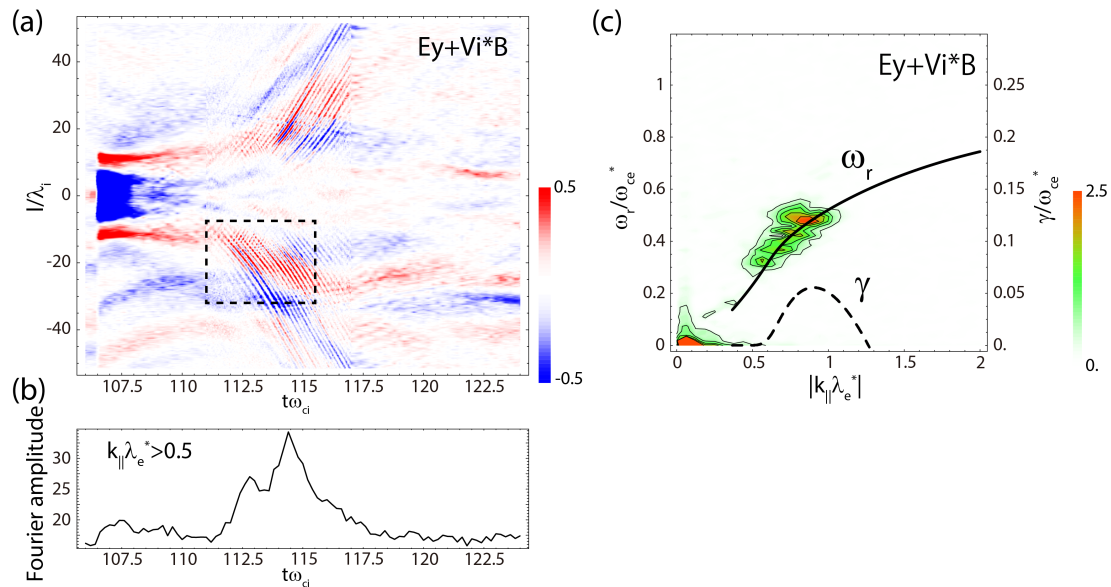 (a)
Ey+Vi*B
l/λi
40
20
0
-20
-40
107.5 110 112.5 115 117.5 120 122.5
tωci
0.5
-0.5
(b)
k||λe*>0.5
Fourier amplitude
30
25
20
107.5 110 112.5 115 117.5 120 122.5
tωci
(c)
Ey+Vi*B
ωr/ωce*
1
0.8
0.6
0.4
0.2
0
0 0.5 1 1.5 2
|k||λe*|
ωr
γ
γ/ωce*
0.25
0.2
0.15
0.1
0.05
0.
2.5
0.